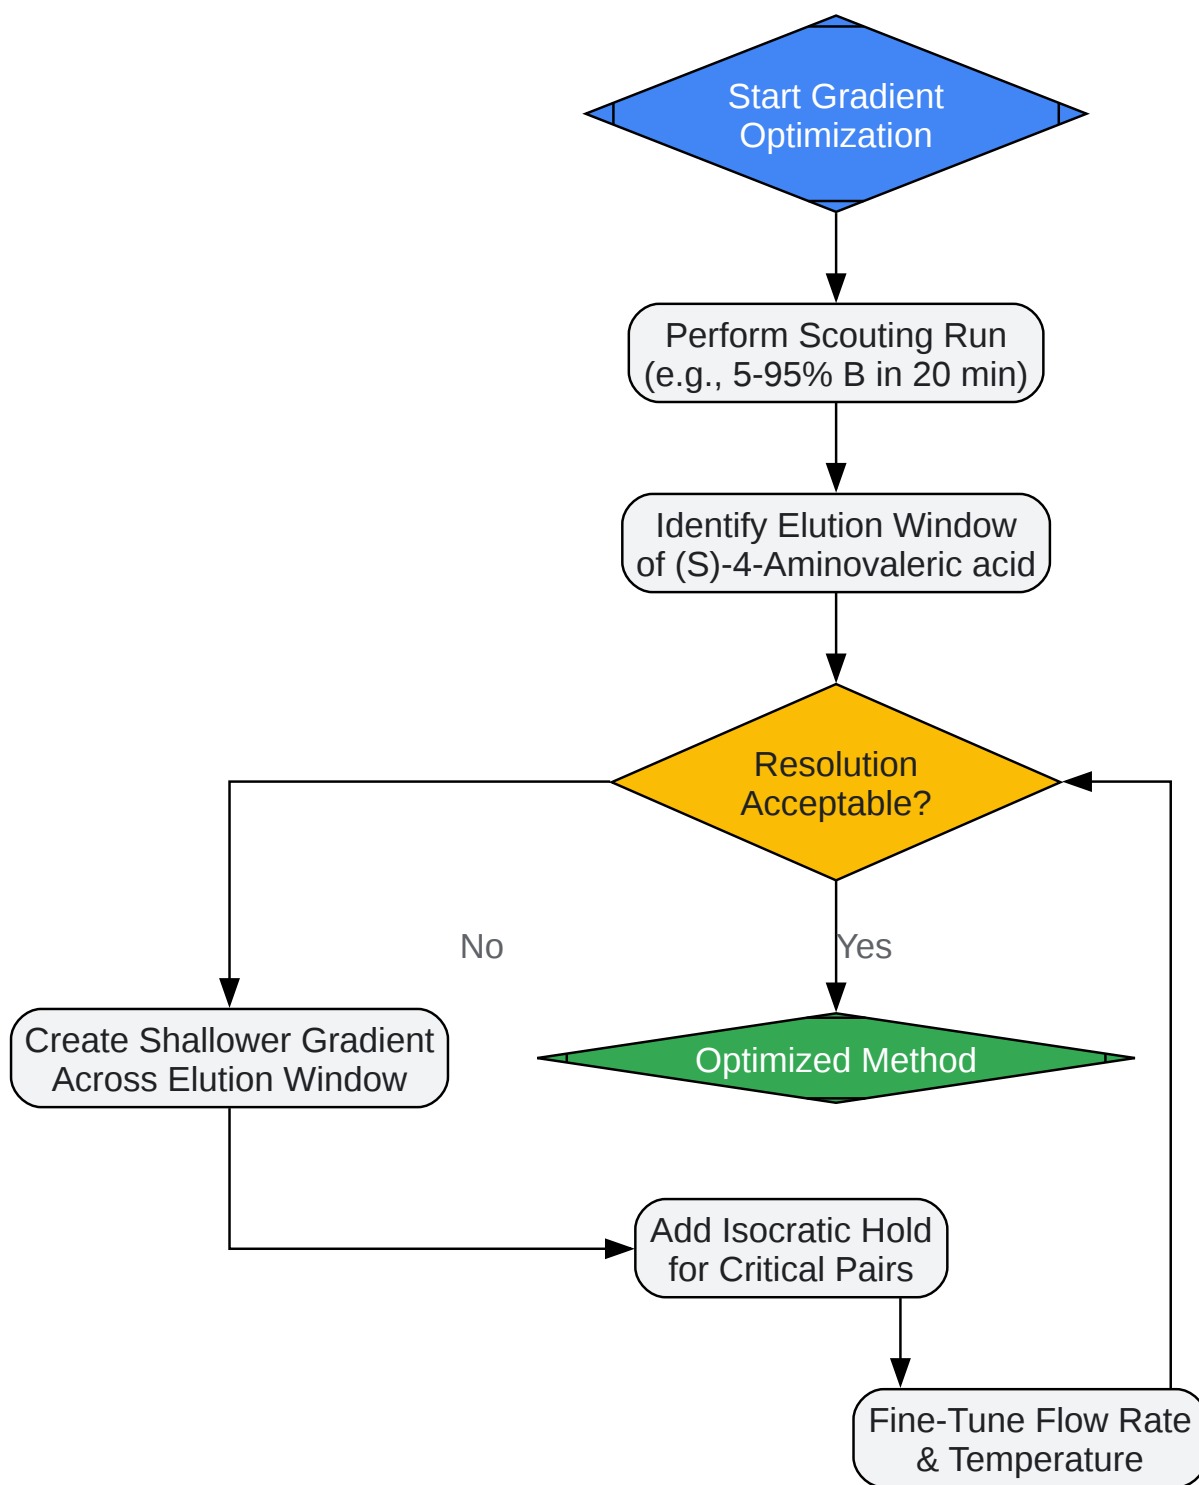 Start Gradient
Optimization
Perform Scouting Run
(e.g., 5-95% B in 20 min)
Identify Elution Window
of (S)-4-Aminovaleric acid
Resolution
Acceptable?
No
Yes
Create Shallower Gradient
Across Elution Window
Optimized Method
Add Isocratic Hold
for Critical Pairs
Fine-Tune Flow Rate
& Temperature